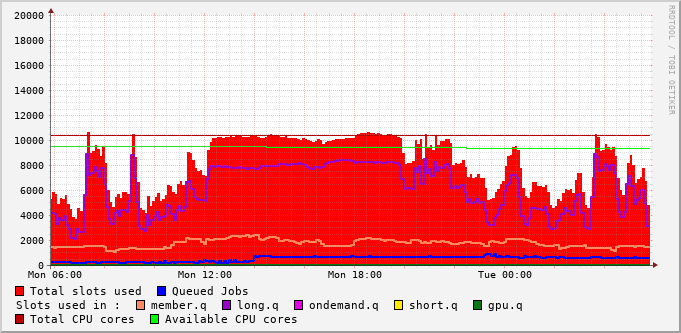 20000
18000
16000
14000
12000
10000
8000
6000
4000
2000
0
Mon 06:00 Mon 12:00 Mon 18:00 Tue 00:00
RRDTOOL / TOBI OETIKER
Total slots used Queued Jobs
Slots used in : member.q long.q ondemand.q short.q gpu.q
Total CPU cores Available CPU cores